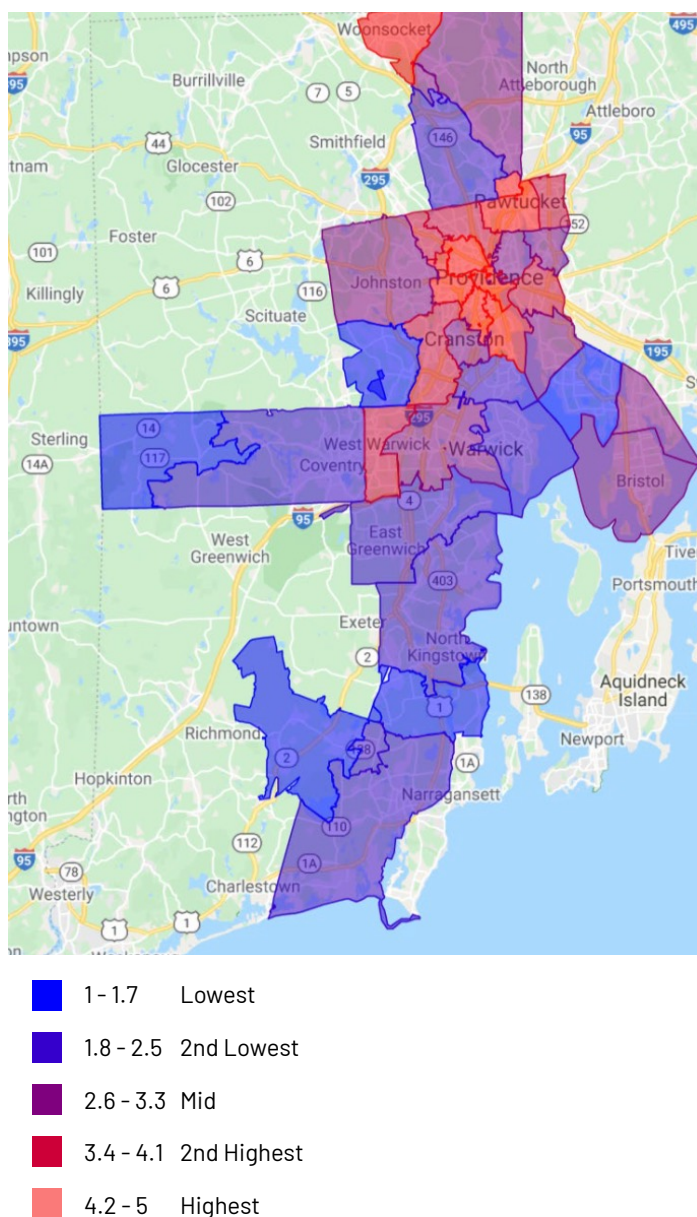 Woonsocket
495
mpson
95
Burrillville
North
Attleborough
7
5
Attleboro
146
95
44
Smithfield
tnam
Glocester
295
102
Pawtucket
152
Foster
101
6
6
Providence
Johnston
116
Killingly
Scituate
395
Cranston
195
S
14
295
Sterling
117
West Warwick
Warwick
14A
Coventry
Bristol
4
95
East
Greenwich
West
Greenwich
Tive
403
Portsmouth
Exeter
untown
North
Kingstown
2
138
Aquidneck
Island
1
Richmond
138
Newport
2
1A
Hopkinton
Narragansett
rth
ngton
110
112
95
1A
78
Charlestown
Westerly
1
1
1 - 1.7 Lowest
1.8 - 2.5 2nd Lowest
2.6 - 3.3 Mid
3.4 - 4.1 2nd Highest
4.2 - 5 Highest